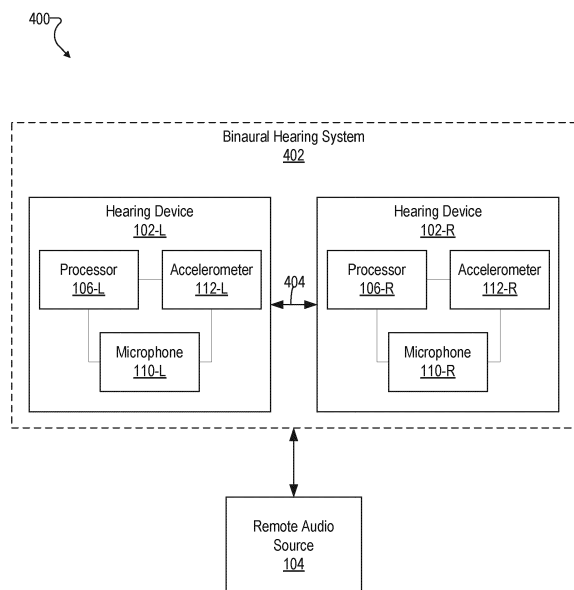 400
Binaural Hearing System
402
Hearing Device
102-L
Processor
106-L
Accelerometer
112-L
Microphone
110-L
404
Hearing Device
102-R
Processor
106-R
Accelerometer
112-R
Microphone
110-R
Remote Audio
Source
104